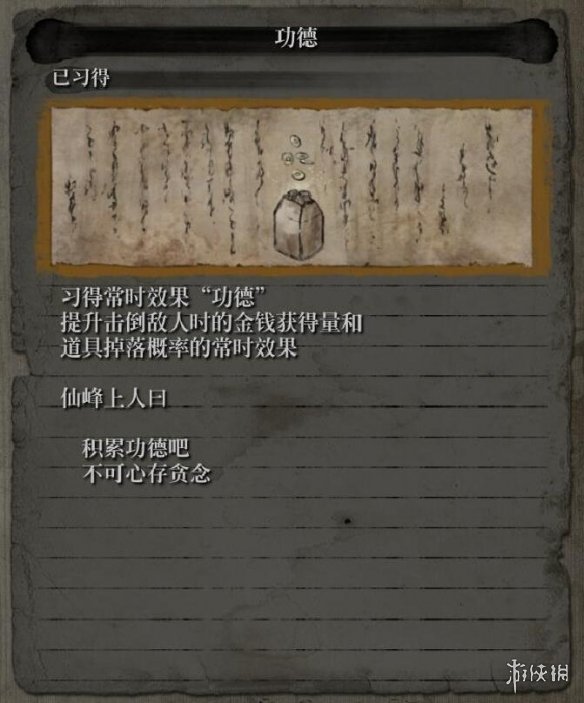 功德
已习得
习得常时效果“功德”
提升击倒敌人时的金钱获得量和
道具掉落概率的常时效果
仙峰上人曰
积累功德吧
不可心存贪念
游侠网